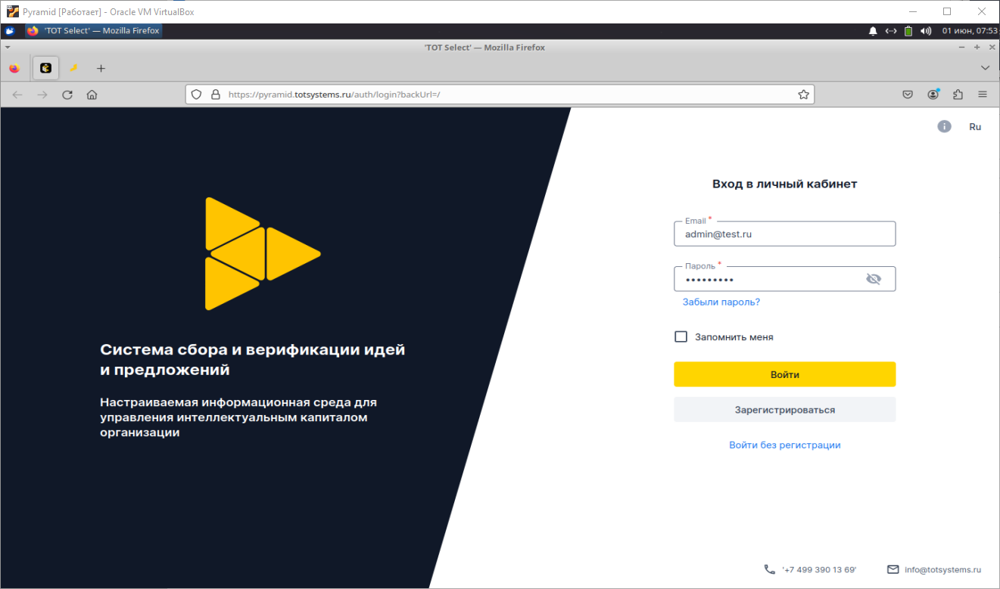 Pyramid [Работает] - Oracle VM VirtualBox
'TOT Select' — Mozilla Firefox
01 июн, 07:53
'TOT Select' — Mozilla Firefox
https://pyramid.totsystems.ru/auth/login?backUrl=/
Ru
Вход в личный кабинет
Email *
admin@test.ru
Пароль *
•••••••••
Забыли пароль?
Запомнить меня
Войти
Зарегистрироваться
Войти без регистрации
Система сбора и верификации идей
и предложений
Настраиваемая информационная среда для
управления интеллектуальным капиталом
организации
'+7 499 390 13 69'
info@totsystems.ru